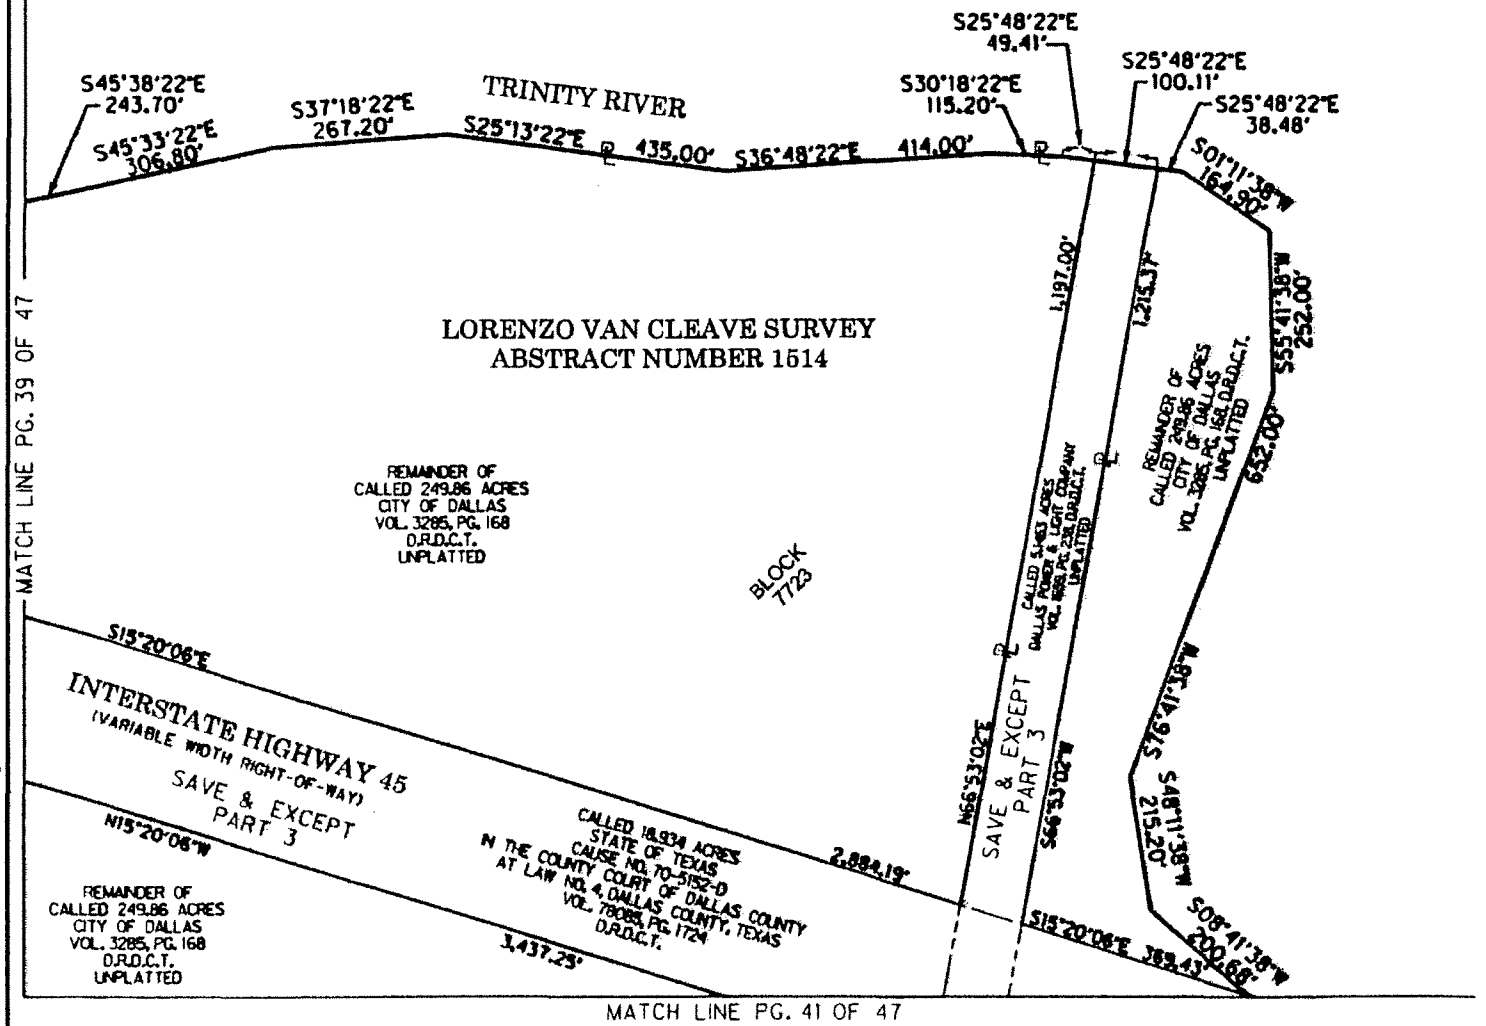 S25°48'22"E
49.41'
S45°38'22"E
243.70'
S45°33'22"E
306.80'
S37°18'22"E
267.20'
TRINITY RIVER
S25°13'22"E
435.00'
S36°48'22"E
414.00'
S30°18'22"E
115.20'
S25°48'22"E
100.11'
S25°48'22"E
38.48'
S01°11'38"W
164.90'
S55°41'38"W
252.00'
652.00'
S76°41'38"W
S48°11'38"W
215.20'
S08°41'38"W
200.68'
1,197.00'
1,215.37'
LORENZO VAN CLEAVE SURVEY
ABSTRACT NUMBER 1514
MATCH LINE PG. 39 OF 47
REMAINDER OF
CALLED 249.86 ACRES
CITY OF DALLAS
VOL. 3285, PG. 168
D.R.D.C.T.
UNPLATTED
BLOCK
7723
REMAINDER OF
CALLED 249.86 ACRES
CITY OF DALLAS
VOL. 3285, PG. 168, D.R.D.C.T.
UNPLATTED
CALLED ACRES
DALLAS POWER & LIGHT COMPANY
VOL. PG. 238, D.R.D.C.T.
UNPLATTED
N66°53'02"E
SAVE & EXCEPT
PART 3
S66°53'02"W
S15°20'06"E
2,884.19'
INTERSTATE HIGHWAY 45
(VARIABLE WIDTH RIGHT-OF-WAY)
SAVE & EXCEPT
PART 3
N15°20'06"W
3,437.25'
CALLED 18.934 ACRES
STATE OF TEXAS
CAUSE NO. 70-5152-D
IN THE COUNTY COURT OF DALLAS COUNTY
AT LAW NO. 4, DALLAS COUNTY, TEXAS
VOL. 78085, PG. 1724
D.R.D.C.T.
S15°20'06"E 369.43'
REMAINDER OF
CALLED 249.86 ACRES
CITY OF DALLAS
VOL. 3285, PG. 168
D.R.D.C.T.
UNPLATTED
MATCH LINE PG. 41 OF 47